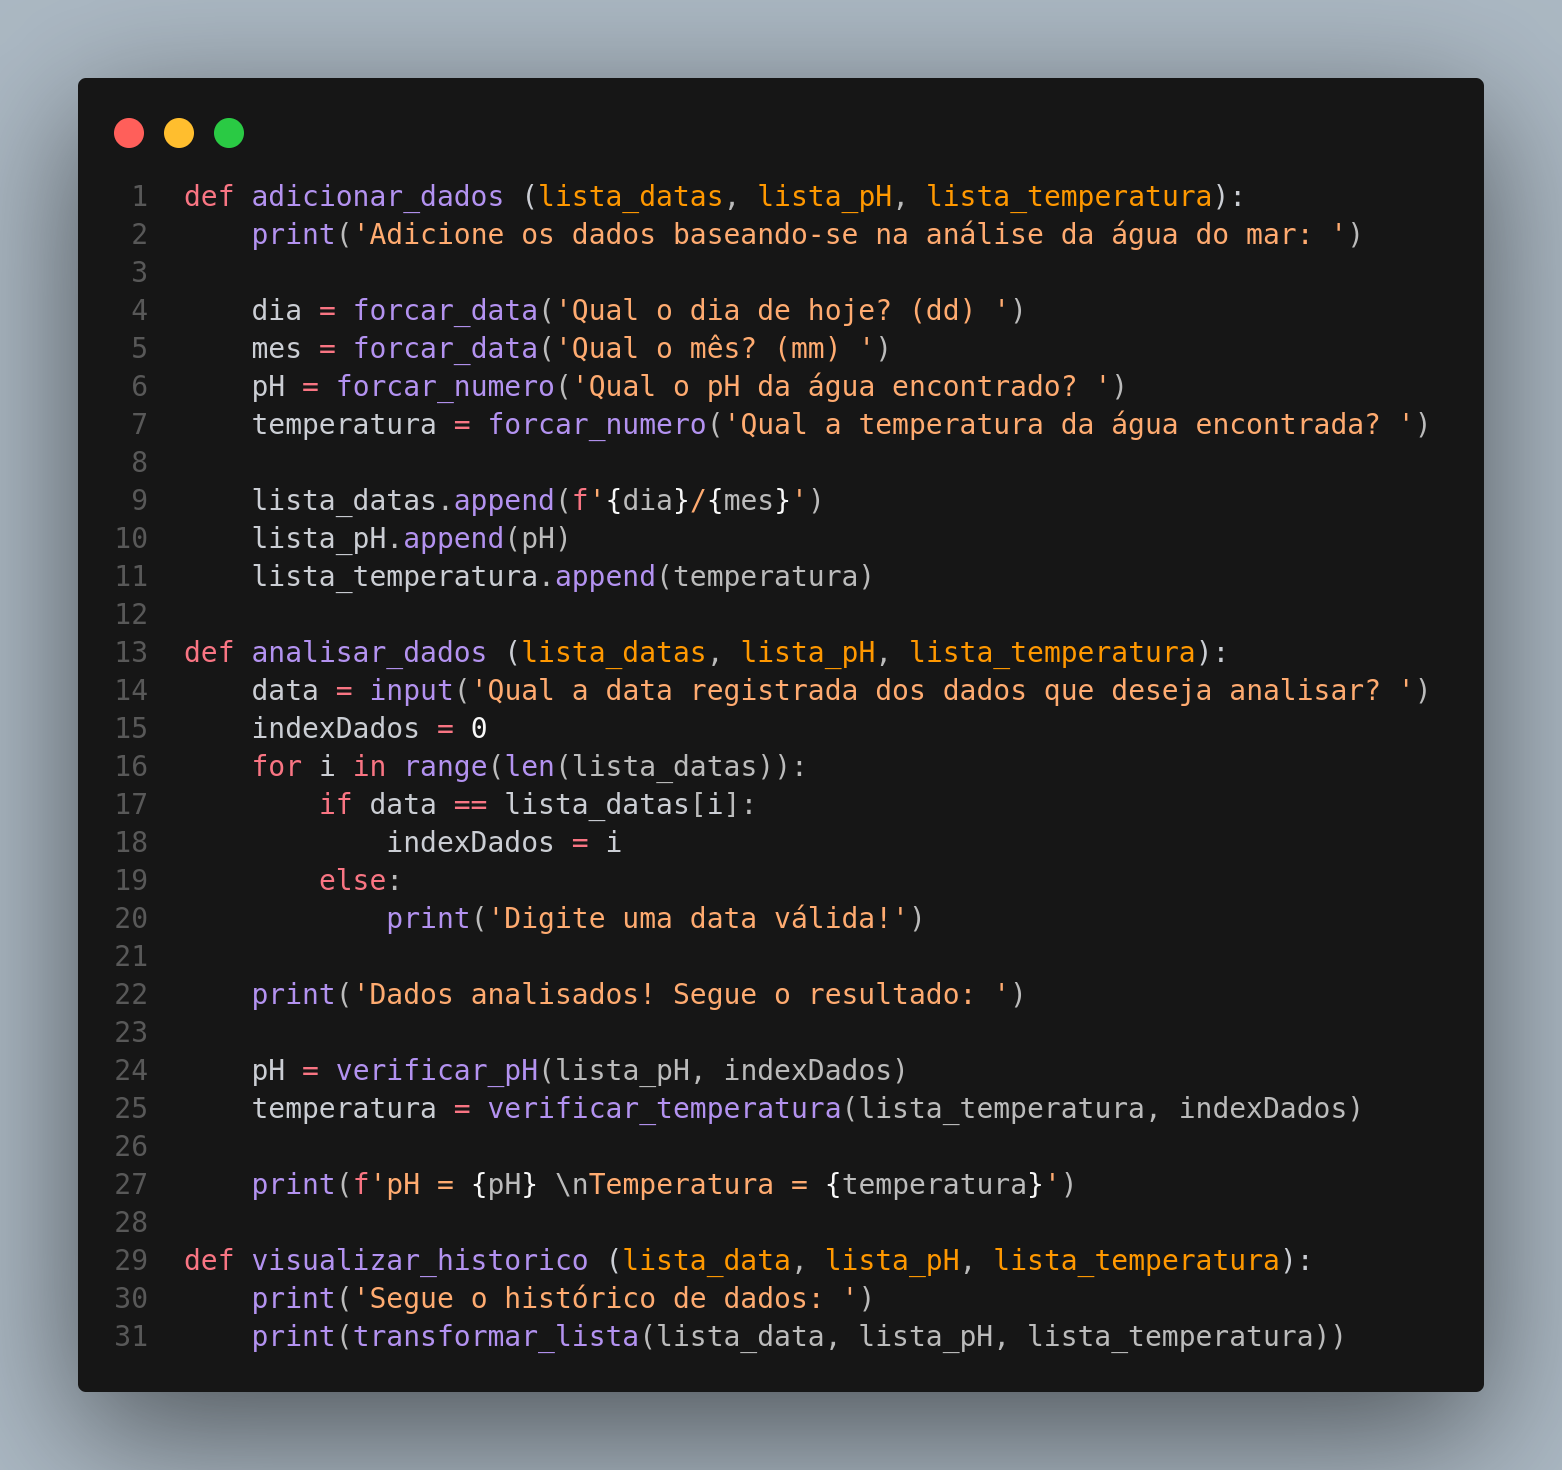 1 def adicionar_dados (lista_datas, lista_pH, lista_temperatura):
2     print('Adicione os dados baseando-se na análise da água do mar: ')
3
4     dia = forcar_data('Qual o dia de hoje? (dd) ')
5     mes = forcar_data('Qual o mês? (mm) ')
6     pH = forcar_numero('Qual o pH da água encontrado? ')
7     temperatura = forcar_numero('Qual a temperatura da água encontrada? ')
8
9     lista_datas.append(f'{dia}/{mes}')
10     lista_pH.append(pH)
11     lista_temperatura.append(temperatura)
12
13 def analisar_dados (lista_datas, lista_pH, lista_temperatura):
14     data = input('Qual a data registrada dos dados que deseja analisar? ')
15     indexDados = 0
16     for i in range(len(lista_datas)):
17         if data == lista_datas[i]:
18             indexDados = i
19         else:
20             print('Digite uma data válida!')
21
22     print('Dados analisados! Segue o resultado: ')
23
24     pH = verificar_pH(lista_pH, indexDados)
25     temperatura = verificar_temperatura(lista_temperatura, indexDados)
26
27     print(f'pH = {pH} \nTemperatura = {temperatura}')
28
29 def visualizar_historico (lista_data, lista_pH, lista_temperatura):
30     print('Segue o histórico de dados: ')
31     print(transformar_lista(lista_data, lista_pH, lista_temperatura))